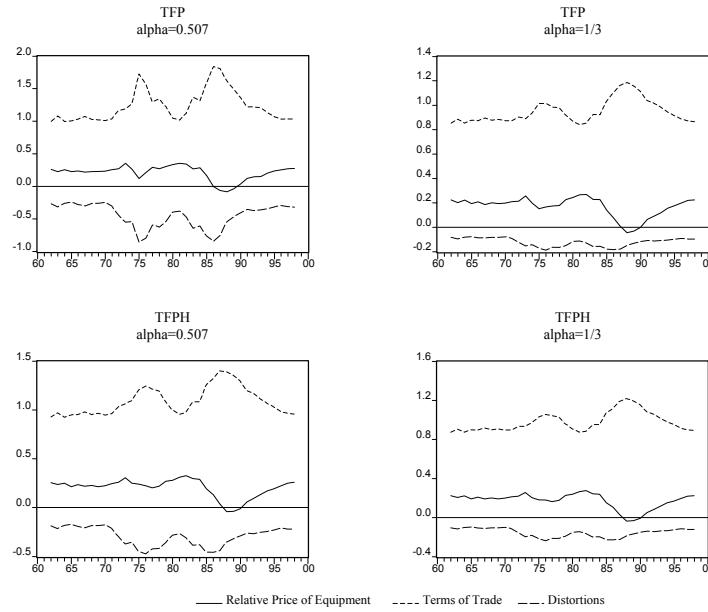 TFP
alpha=0.507
2.0
1.5
1.0
0.5
0.0
-0.5
-1.0
60 65 70 75 80 85 90 95 00
TFP
alpha=1/3
1.4
1.2
1.0
0.8
0.6
0.4
0.2
0.0
-0.2
60 65 70 75 80 85 90 95 00
TFPH
alpha=0.507
1.5
1.0
0.5
0.0
-0.5
60 65 70 75 80 85 90 95 00
TFPH
alpha=1/3
1.6
1.2
0.8
0.4
0.0
-0.4
60 65 70 75 80 85 90 95 00
Relative Price of Equipment Terms of Trade Distortions